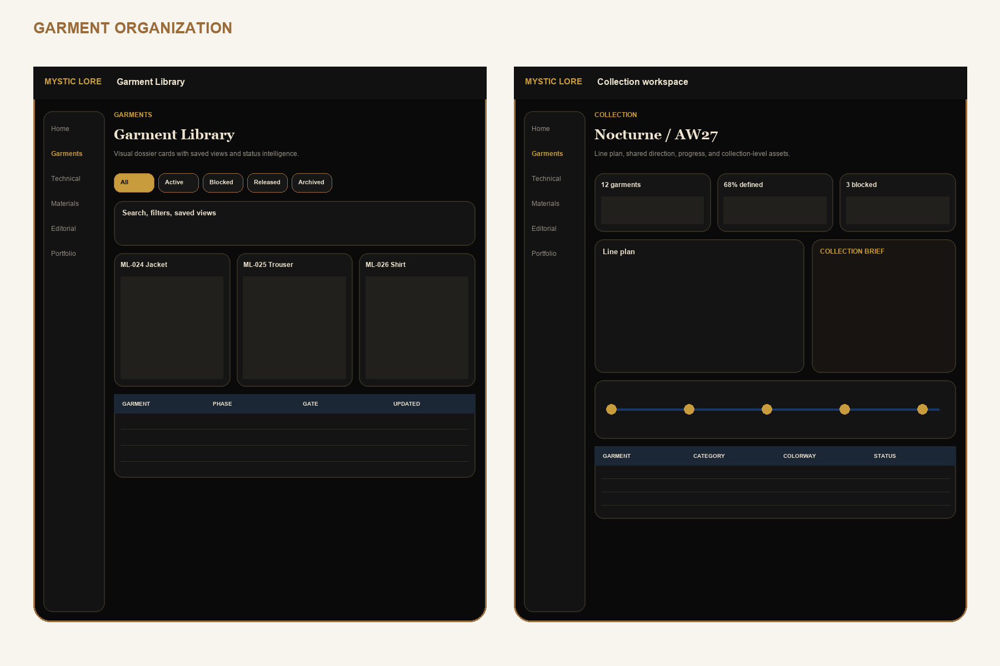 GARMENT ORGANIZATION
MYSTIC LORE Garment Library
Home
Garments
Technical
Materials
Editorial
Portfolio
GARMENTS
Garment Library
Visual dossier cards with saved views and status intelligence.
All Active Blocked Released Archived
Search, filters, saved views
ML-024 Jacket ML-025 Trouser ML-026 Shirt
GARMENT PHASE GATE UPDATED
MYSTIC LORE Collection workspace
Home
Garments
Technical
Materials
Editorial
Portfolio
COLLECTION
Nocturne / AW27
Line plan, shared direction, progress, and collection-level assets.
12 garments 68% defined 3 blocked
Line plan COLLECTION BRIEF
GARMENT CATEGORY COLORWAY STATUS